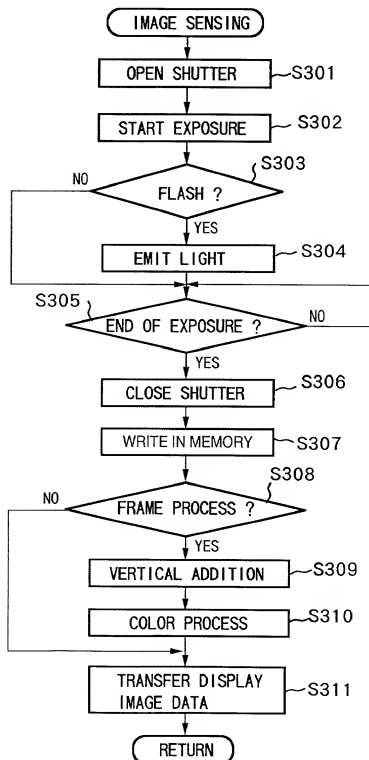 IMAGE SENSING
OPEN SHUTTER
S301
START EXPOSURE
S302
S303
NO
FLASH ?
YES
EMIT LIGHT
S304
S305
END OF EXPOSURE ?
NO
YES
CLOSE SHUTTER
S306
WRITE IN MEMORY
S307
S308
NO
FRAME PROCESS ?
YES
VERTICAL ADDITION
S309
COLOR PROCESS
S310
TRANSFER DISPLAY
IMAGE DATA
S311
RETURN